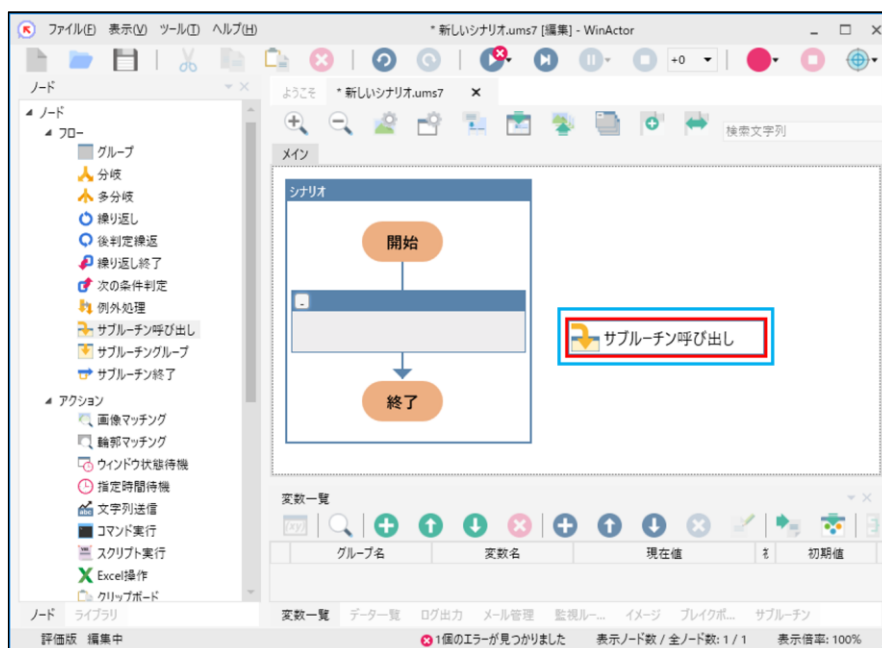 ファイル(F) 表示(V) ツール(T) ヘルプ(H)
* 新しいシナリオ.ums7 [編集] - WinActor
+0
ノード
ようこそ
* 新しいシナリオ.ums7
ノード
フロー
グループ
分岐
多分岐
繰り返し
後判定繰返
繰り返し終了
次の条件判定
例外処理
サブルーチン呼び出し
サブルーチングループ
サブルーチン終了
アクション
画像マッチング
輪郭マッチング
ウィンドウ状態待機
指定時間待機
文字列送信
コマンド実行
スクリプト実行
Excel操作
クリップボード
ノード ライブラリ
検索文字列
メイン
シナリオ
開始
終了
サブルーチン呼び出し
変数一覧
グループ名 変数名 現在値 初期値
変数一覧 データ一覧 ログ出力 メール管理 監視ルー... イメージ ブレイクポ... サブルーチン
評価版 編集中
1個のエラーが見つかりました 表示ノード数 / 全ノード数: 1 / 1 表示倍率: 100%